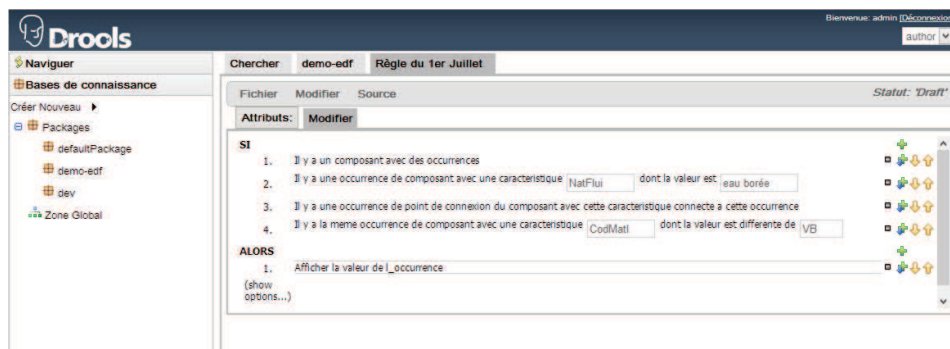 Bienvenue: admin [Déconnexion
Drools
author
Naviguer
Bases de connaissance
Créer Nouveau
Packages
defaultPackage
demo-edf
dev
Zone Global
Chercher demo-edf Règle du 1er Juillet
Fichier Modifier Source Statut: 'Draft'
Attributs: Modifier
SI
1. Il y a un composant avec des occurrences
2. Il y a une occurrence de composant avec une caracteristique NatFlui dont la valeur est eau borée
3. Il y a une occurrence de point de connexion du composant avec cette caracteristique connecte a cette occurrence
4. Il y a la meme occurrence de composant avec une caracteristique CodMatl dont la valeur est differente de VB
ALORS
1. Afficher la valeur de l_occurrence
(show
options...)